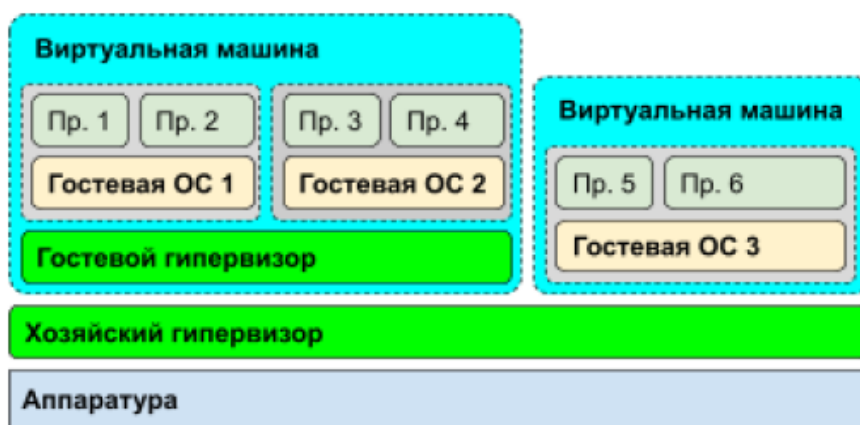 Виртуальная машина
Пр. 1 Пр. 2 Пр. 3 Пр. 4
Гостевая ОС 1 Гостевая ОС 2
Гостевой гипервизор
Виртуальная машина
Пр. 5 Пр. 6
Гостевая ОС 3
Хозяйский гипервизор
Аппаратура